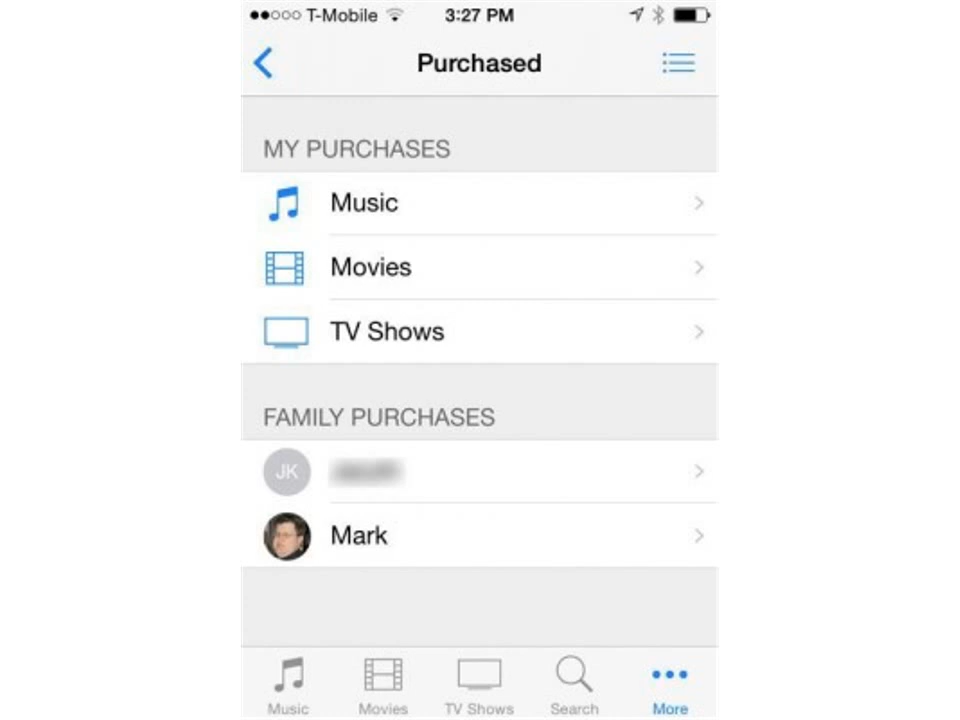 T-Mobile 3:27 PM
Purchased
MY PURCHASES
Music
Movies
TV Shows
FAMILY PURCHASES
JK
Mark
Music Movies TV Shows Search More